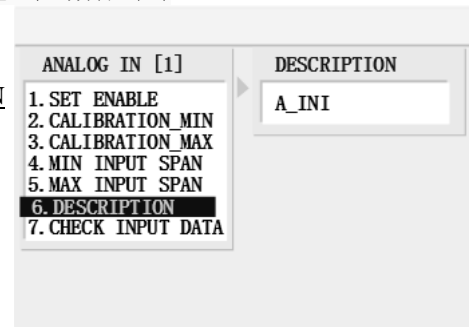 ANALOG IN [1]
1. SET ENABLE
2. CALIBRATION_MIN
3. CALIBRATION_MAX
4. MIN INPUT SPAN
5. MAX INPUT SPAN
6. DESCRIPTION
7. CHECK INPUT DATA
DESCRIPTION
A_INI